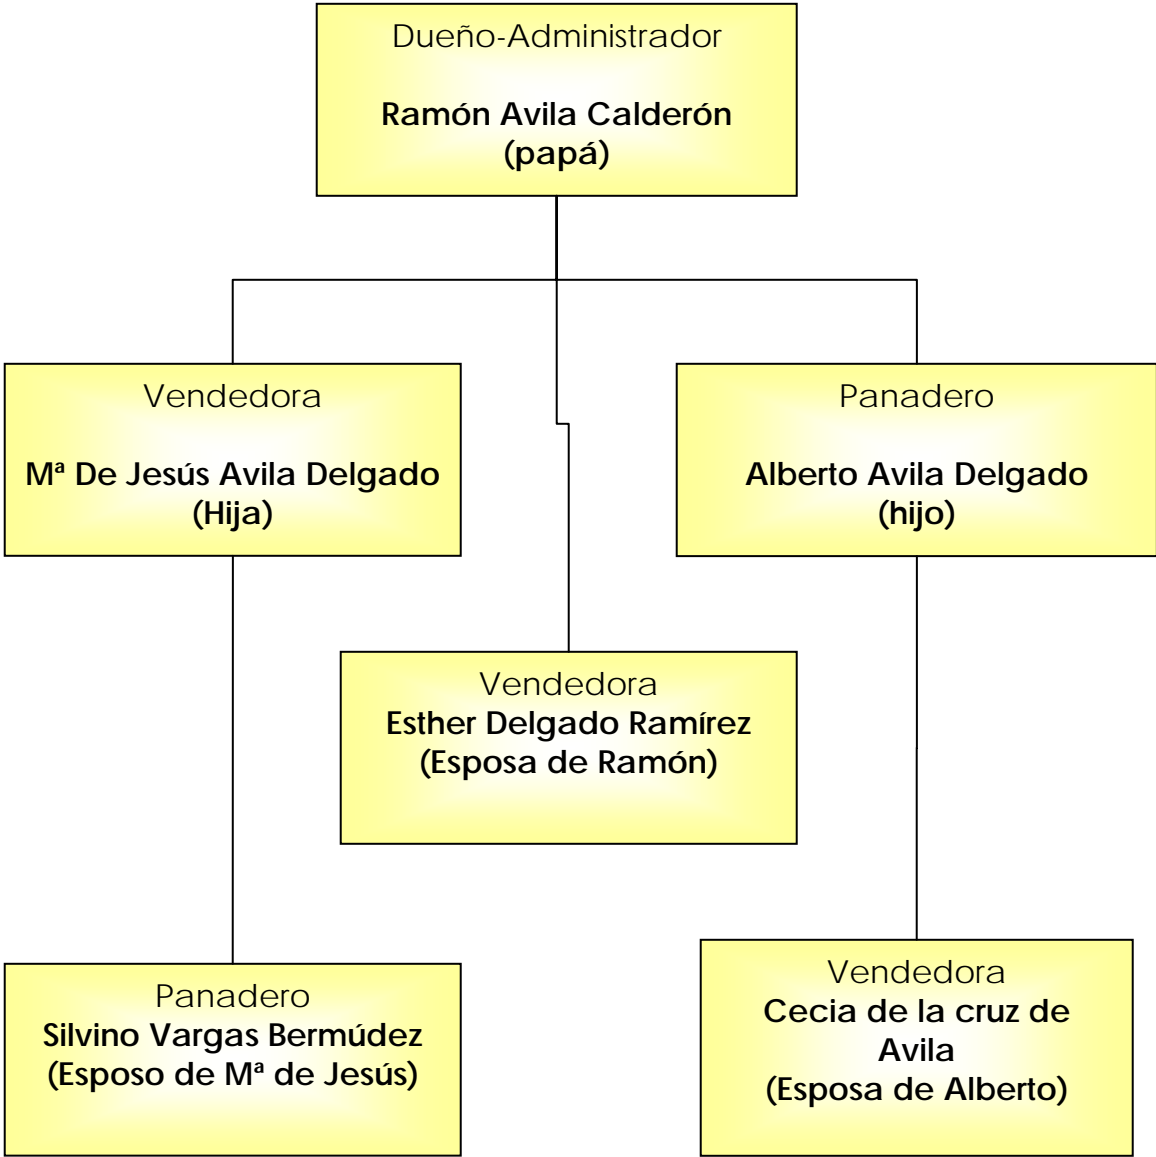 Dueño-Administrador
Ramón Avila Calderón
(papá)
Vendedora
Mª De Jesús Avila Delgado
(Hija)
Panadero
Alberto Avila Delgado
(hijo)
Vendedora
Esther Delgado Ramírez
(Esposa de Ramón)
Panadero
Silvino Vargas Bermúdez
(Esposo de Mª de Jesús)
Vendedora
Cecia de la cruz de
Avila
(Esposa de Alberto)